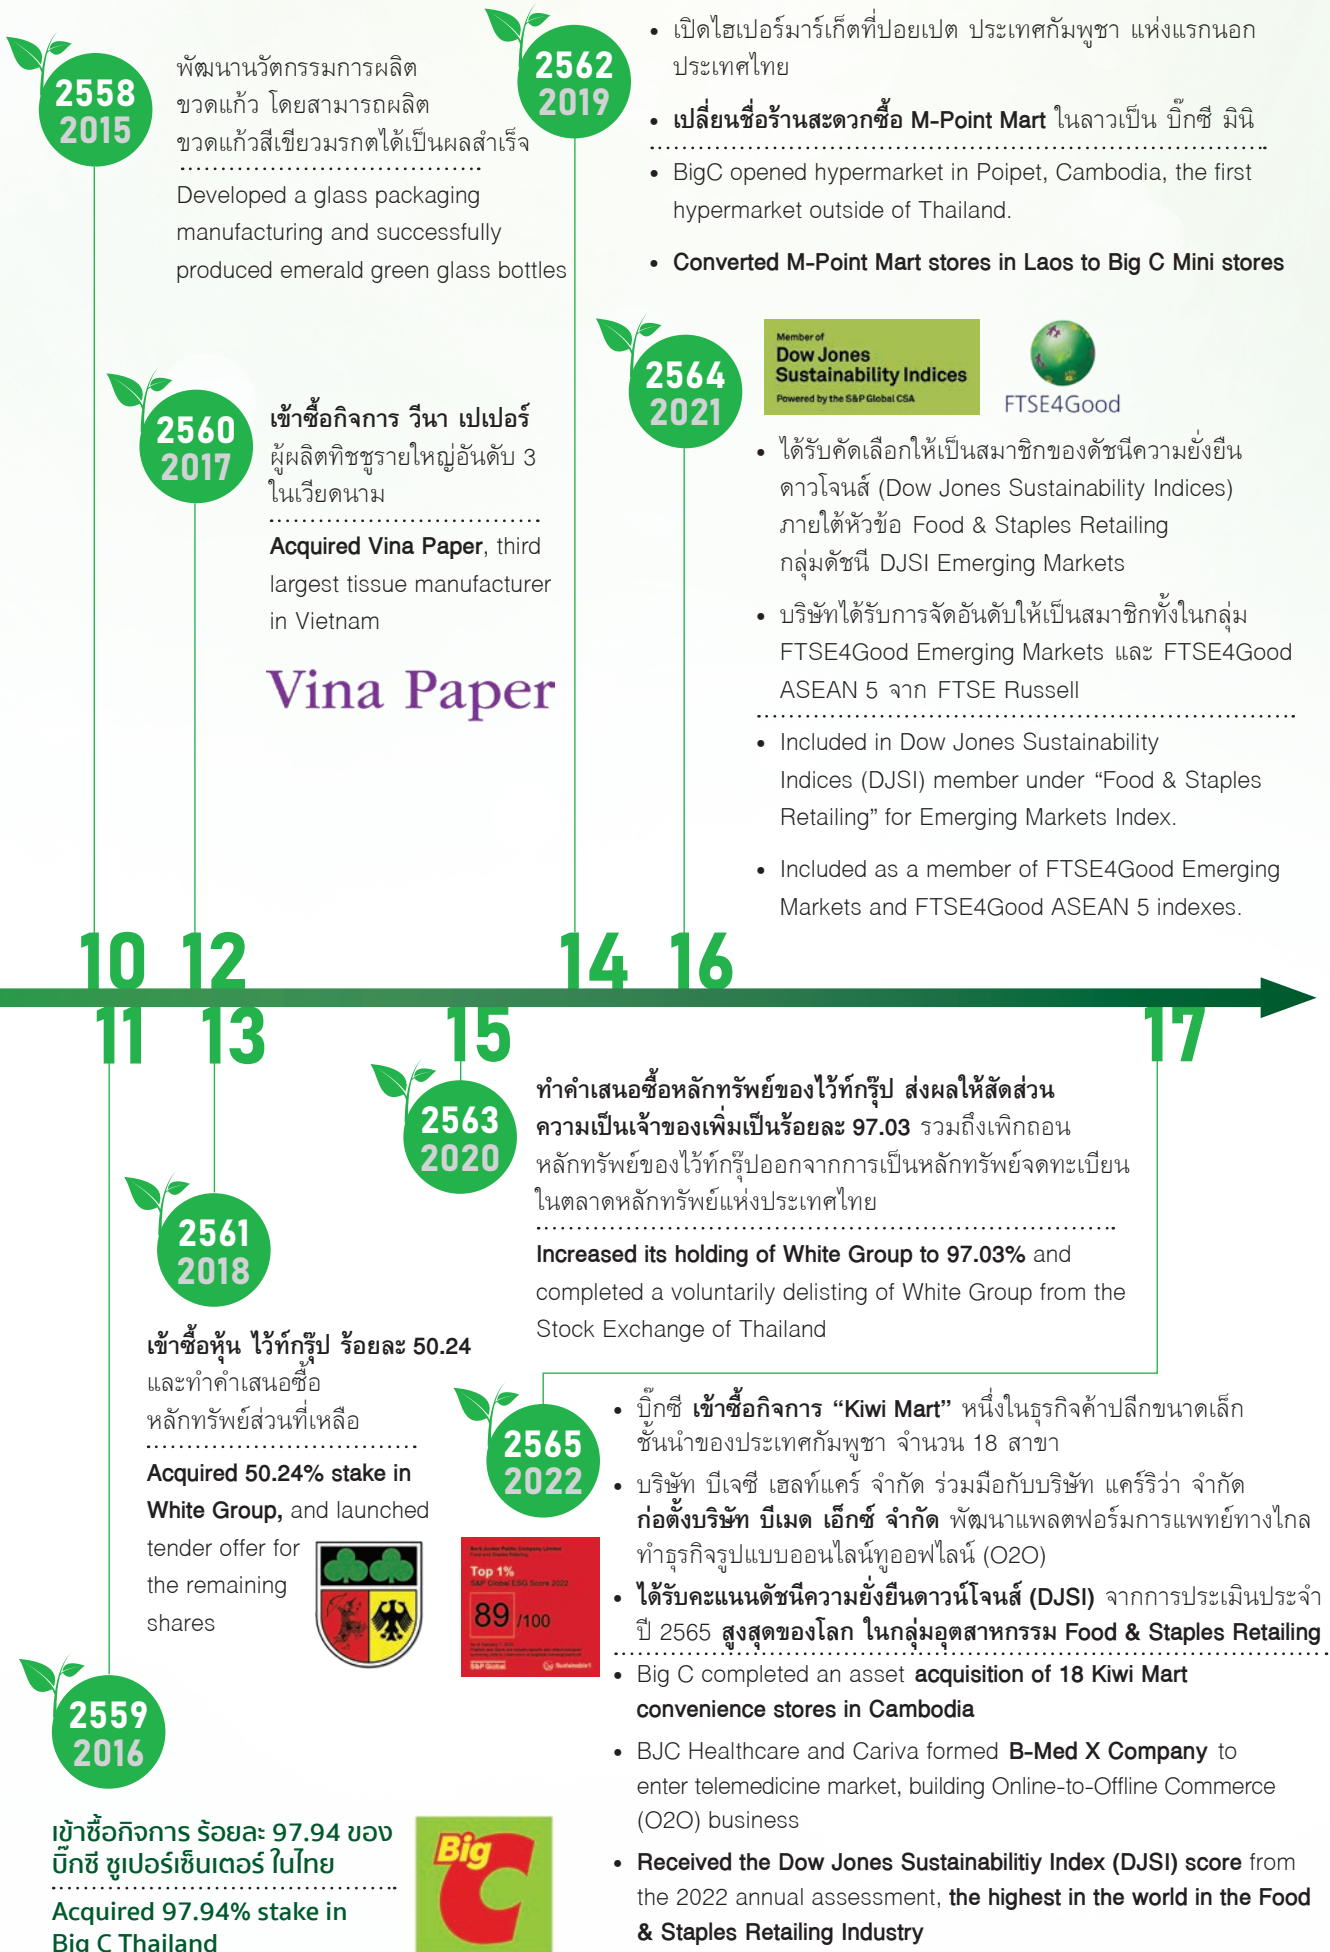 2558
2015
พัฒนานวัตกรรมการผลิต
ขวดแก้ว โดยสามารถผลิต
ขวดแก้วสีเขียวมรกตได้เป็นผลสำเร็จ
Developed a glass packaging
manufacturing and successfully
produced emerald green glass bottles
2562
2019
• เปิดไฮเปอร์มาร์เก็ตที่ปอยเปต ประเทศกัมพูชา แห่งแรกนอก
ประเทศไทย
• เปลี่ยนชื่อร้านสะดวกซื้อ M-Point Mart ในลาวเป็น บิ๊กซี มินิ
• BigC opened hypermarket in Poipet, Cambodia, the first
hypermarket outside of Thailand.
• Converted M-Point Mart stores in Laos to Big C Mini stores
2560
2017
เข้าซื้อกิจการ วีนา เปเปอร์
ผู้ผลิตทิชชูรายใหญ่อันดับ 3
ในเวียดนาม
Acquired Vina Paper, third
largest tissue manufacturer
in Vietnam
Vina Paper
2564
2021
Member of
Dow Jones
Sustainability Indices
Powered by the S&P Global CSA
FTSE4Good
• ได้รับคัดเลือกให้เป็นสมาชิกของดัชนีความยั่งยืน
ดาวโจนส์ (Dow Jones Sustainability Indices)
ภายใต้หัวข้อ Food & Staples Retailing
กลุ่มดัชนี DJSI Emerging Markets
• บริษัทได้รับการจัดอันดับให้เป็นสมาชิกทั้งในกลุ่ม
FTSE4Good Emerging Markets และ FTSE4Good
ASEAN 5 จาก FTSE Russell
• Included in Dow Jones Sustainability
Indices (DJSI) member under “Food & Staples
Retailing” for Emerging Markets Index.
• Included as a member of FTSE4Good Emerging
Markets and FTSE4Good ASEAN 5 indexes.
10 12 14 16
11 13 15 17
2563
2020
ทำคำเสนอซื้อหลักทรัพย์ของไว้ท์กรุ๊ป ส่งผลให้สัดส่วน
ความเป็นเจ้าของเพิ่มเป็นร้อยละ 97.03 รวมถึงเพิกถอน
หลักทรัพย์ของไว้ท์กรุ๊ปออกจากการเป็นหลักทรัพย์จดทะเบียน
ในตลาดหลักทรัพย์แห่งประเทศไทย
Increased its holding of White Group to 97.03% and
completed a voluntarily delisting of White Group from the
Stock Exchange of Thailand
2561
2018
เข้าซื้อหุ้น ไว้ท์กรุ๊ป ร้อยละ 50.24
และทำคำเสนอซื้อ
หลักทรัพย์ส่วนที่เหลือ
Acquired 50.24% stake in
White Group, and launched
tender offer for
the remaining
shares
2565
2022
Berli Jucker Public Company Limited
Food and Staples Retailing
Top 1%
S&P Global ESG Score 2022
89 /100
S&P Global
Sustainable1
• บิ๊กซี เข้าซื้อกิจการ “Kiwi Mart” หนึ่งในธุรกิจค้าปลีกขนาดเล็ก
ชั้นนำของประเทศกัมพูชา จำนวน 18 สาขา
• บริษัท บีเจซี เฮลท์แคร์ จำกัด ร่วมมือกับบริษัท แคร์ริว่า จำกัด
ก่อตั้งบริษัท บีเมด เอ็กซ์ จำกัด พัฒนาแพลตฟอร์มการแพทย์ทางไกล
ทำธุรกิจรูปแบบออนไลน์ทูออฟไลน์ (O2O)
• ได้รับคะแนนดัชนีความยั่งยืนดาวน์โจนส์ (DJSI) จากการประเมินประจำ
ปี 2565 สูงสุดของโลก ในกลุ่มอุตสาหกรรม Food & Staples Retailing
• Big C completed an asset acquisition of 18 Kiwi Mart
convenience stores in Cambodia
• BJC Healthcare and Cariva formed B-Med X Company to
enter telemedicine market, building Online-to-Offline Commerce
(O2O) business
• Received the Dow Jones Sustainabilitiy Index (DJSI) score from
the 2022 annual assessment, the highest in the world in the Food
& Staples Retailing Industry
2559
2016
เข้าซื้อกิจการ ร้อยละ 97.94 ของ
บิ๊กซี ซูเปอร์เซ็นเตอร์ ในไทย
Acquired 97.94% stake in
Big C Thailand
Big C